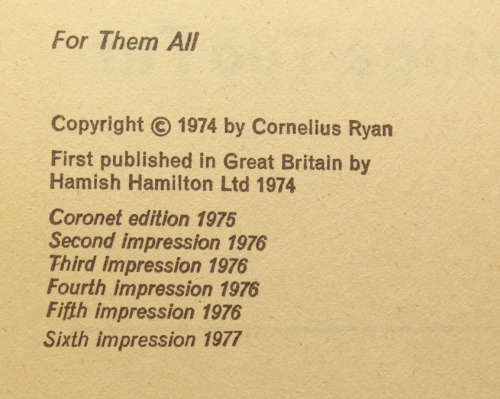 For Them All
Copyright © 1974 by Cornelius Ryan
First published in Great Britain by
Hamish Hamilton Ltd 1974
Coronet edition 1975
Second impression 1976
Third impression 1976
Fourth impression 1976
Fifth impression 1976
Sixth impression 1977